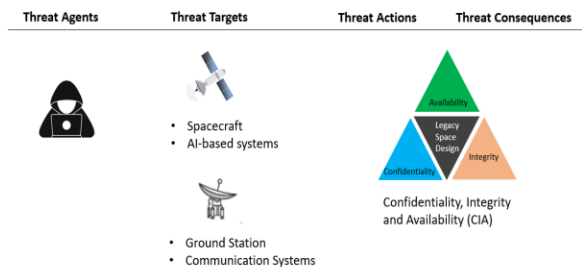 Threat Agents
Threat Targets
Threat Actions
Threat Consequences
• Spacecraft
• AI-based systems
• Ground Station
• Communication Systems
Availability
Legacy
Space
Design
Confidentiality
Integrity
Confidentiality, Integrity
and Availability (CIA)